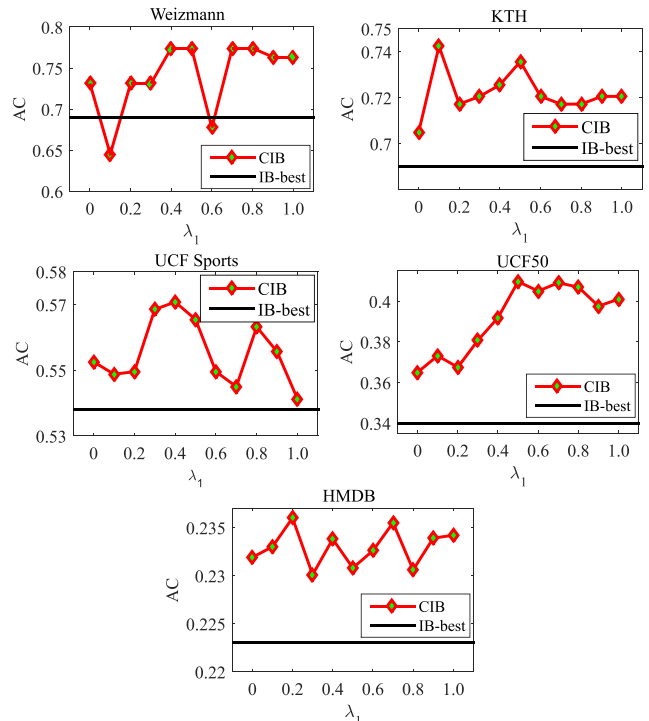 Weizmann
0.8
0.75
0.7
0.65
0.6
AC
CIB
IB-best
0 0.2 0.4 0.6 0.8 1.0
λ1
KTH
0.75
0.74
0.72
0.7
AC
CIB
IB-best
0 0.2 0.4 0.6 0.8 1.0
λ1
UCF Sports
0.58
0.57
0.55
0.53
AC
CIB
IB-best
0 0.2 0.4 0.6 0.8 1.0
λ1
UCF50
0.4
0.38
0.36
0.34
AC
CIB
IB-best
0 0.2 0.4 0.6 0.8 1.0
λ1
HMDB
0.235
0.23
0.225
0.22
AC
CIB
IB-best
0 0.2 0.4 0.6 0.8 1.0
λ1